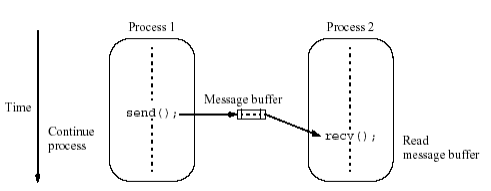 Process 1
Process 2
Message buffer
Time
send();
recv();
Continue
process
Read
message buffer